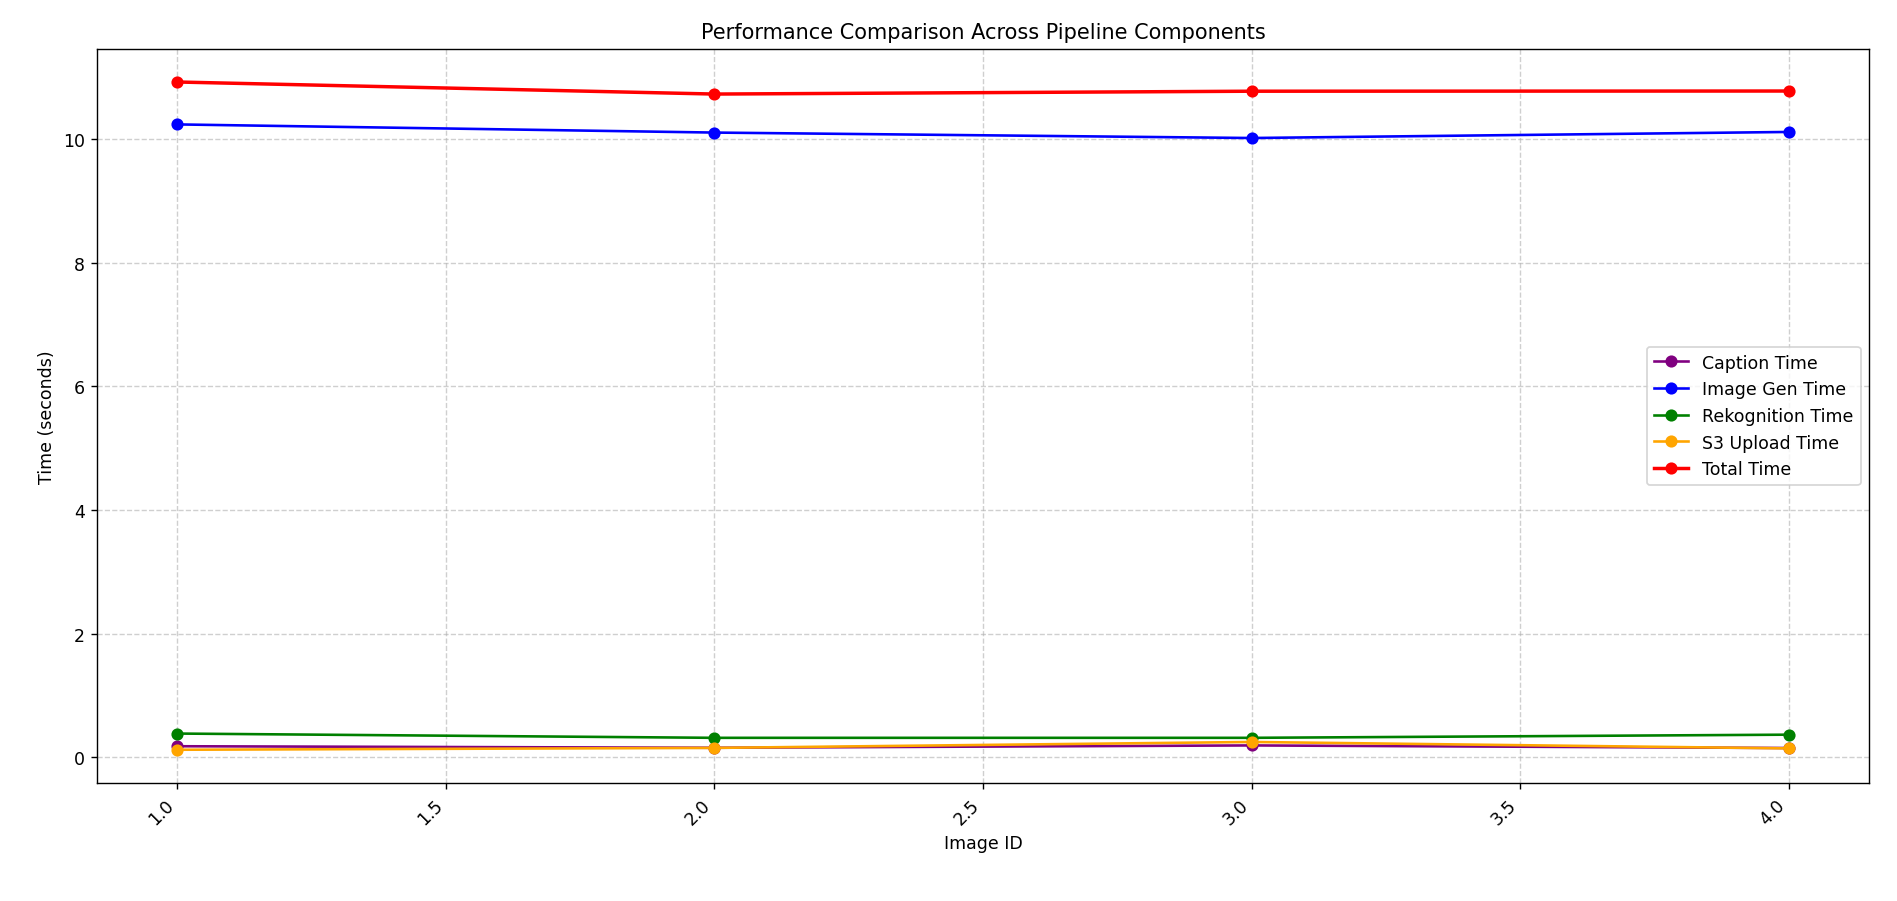 Performance Comparison Across Pipeline Components
Time (seconds)
10
8
6
4
2
0
Caption Time
Image Gen Time
Rekognition Time
S3 Upload Time
Total Time
1.0
1.5
2.0
2.5
3.0
3.5
4.0
Image ID